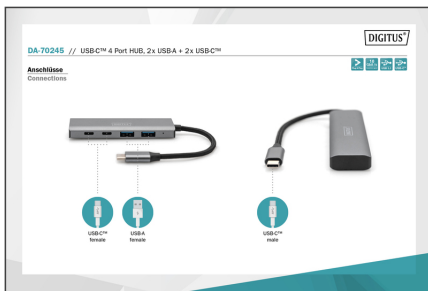 DIGITUS®
DA-70245 // USB-C™ 4 Port HUB, 2x USB-A + 2x USB-C™
Anschlüsse
Connections
USB-C™
female
USB-A
female
USB-C™
male